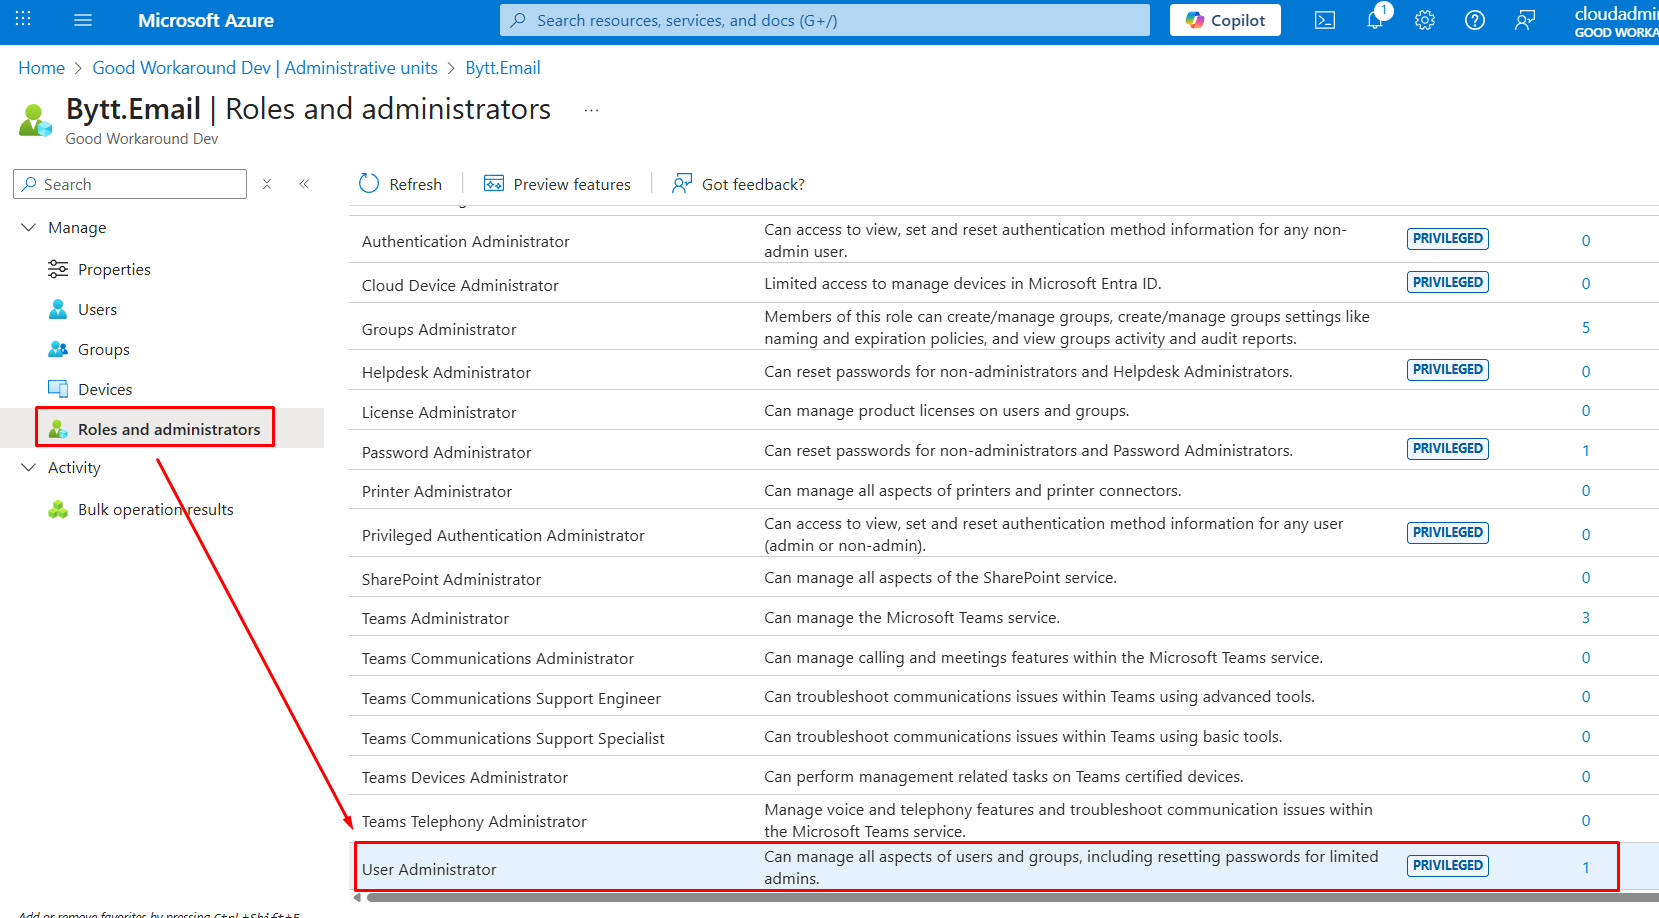 Microsoft Azure
Search resources, services, and docs (G+/)
Copilot
1
cloudadmi
GOOD WORKA
Home > Good Workaround Dev | Administrative units > Bytt.Email
Bytt.Email | Roles and administrators ...
Good Workaround Dev
Search
Refresh
Preview features
Got feedback?
Manage
Properties
Users
Groups
Devices
Roles and administrators
Activity
Bulk operation results
Authentication Administrator
Can access to view, set and reset authentication method information for any non-
admin user.
PRIVILEGED
0
Cloud Device Administrator
Limited access to manage devices in Microsoft Entra ID.
PRIVILEGED
0
Groups Administrator
Members of this role can create/manage groups, create/manage groups settings like
naming and expiration policies, and view groups activity and audit reports.
5
Helpdesk Administrator
Can reset passwords for non-administrators and Helpdesk Administrators.
PRIVILEGED
0
License Administrator
Can manage product licenses on users and groups.
0
Password Administrator
Can reset passwords for non-administrators and Password Administrators.
PRIVILEGED
1
Printer Administrator
Can manage all aspects of printers and printer connectors.
0
Privileged Authentication Administrator
Can access to view, set and reset authentication method information for any user
(admin or non-admin).
PRIVILEGED
0
SharePoint Administrator
Can manage all aspects of the SharePoint service.
0
Teams Administrator
Can manage the Microsoft Teams service.
3
Teams Communications Administrator
Can manage calling and meetings features within the Microsoft Teams service.
0
Teams Communications Support Engineer
Can troubleshoot communications issues within Teams using advanced tools.
0
Teams Communications Support Specialist
Can troubleshoot communications issues within Teams using basic tools.
0
Teams Devices Administrator
Can perform management related tasks on Teams certified devices.
0
Teams Telephony Administrator
Manage voice and telephony features and troubleshoot communication issues within
the Microsoft Teams service.
0
User Administrator
Can manage all aspects of users and groups, including resetting passwords for limited
admins.
PRIVILEGED
1
Add or remove favorites by pressing Ctrl+Shift+F